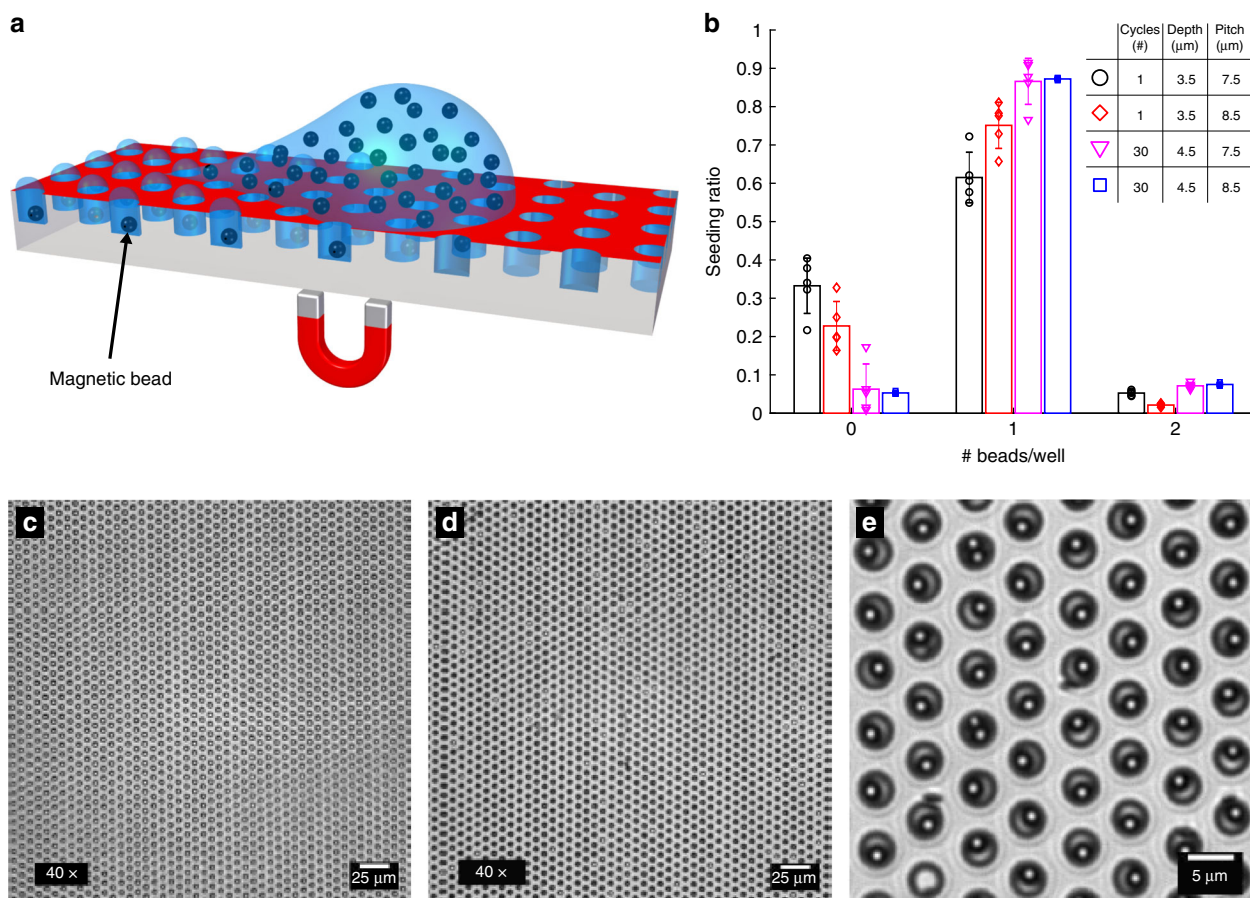 a
Magnetic bead
b
Seeding ratio
1
0.9
0.8
0.7
0.6
0.5
0.4
0.3
0.2
0.1
0
0 1 2
# beads/well
Cycles Depth Pitch
(#) (μm) (μm)
1 3.5 7.5
1 3.5 8.5
30 4.5 7.5
30 4.5 8.5
c
40 ×
25 μm
d
40 ×
25 μm
e
5 μm